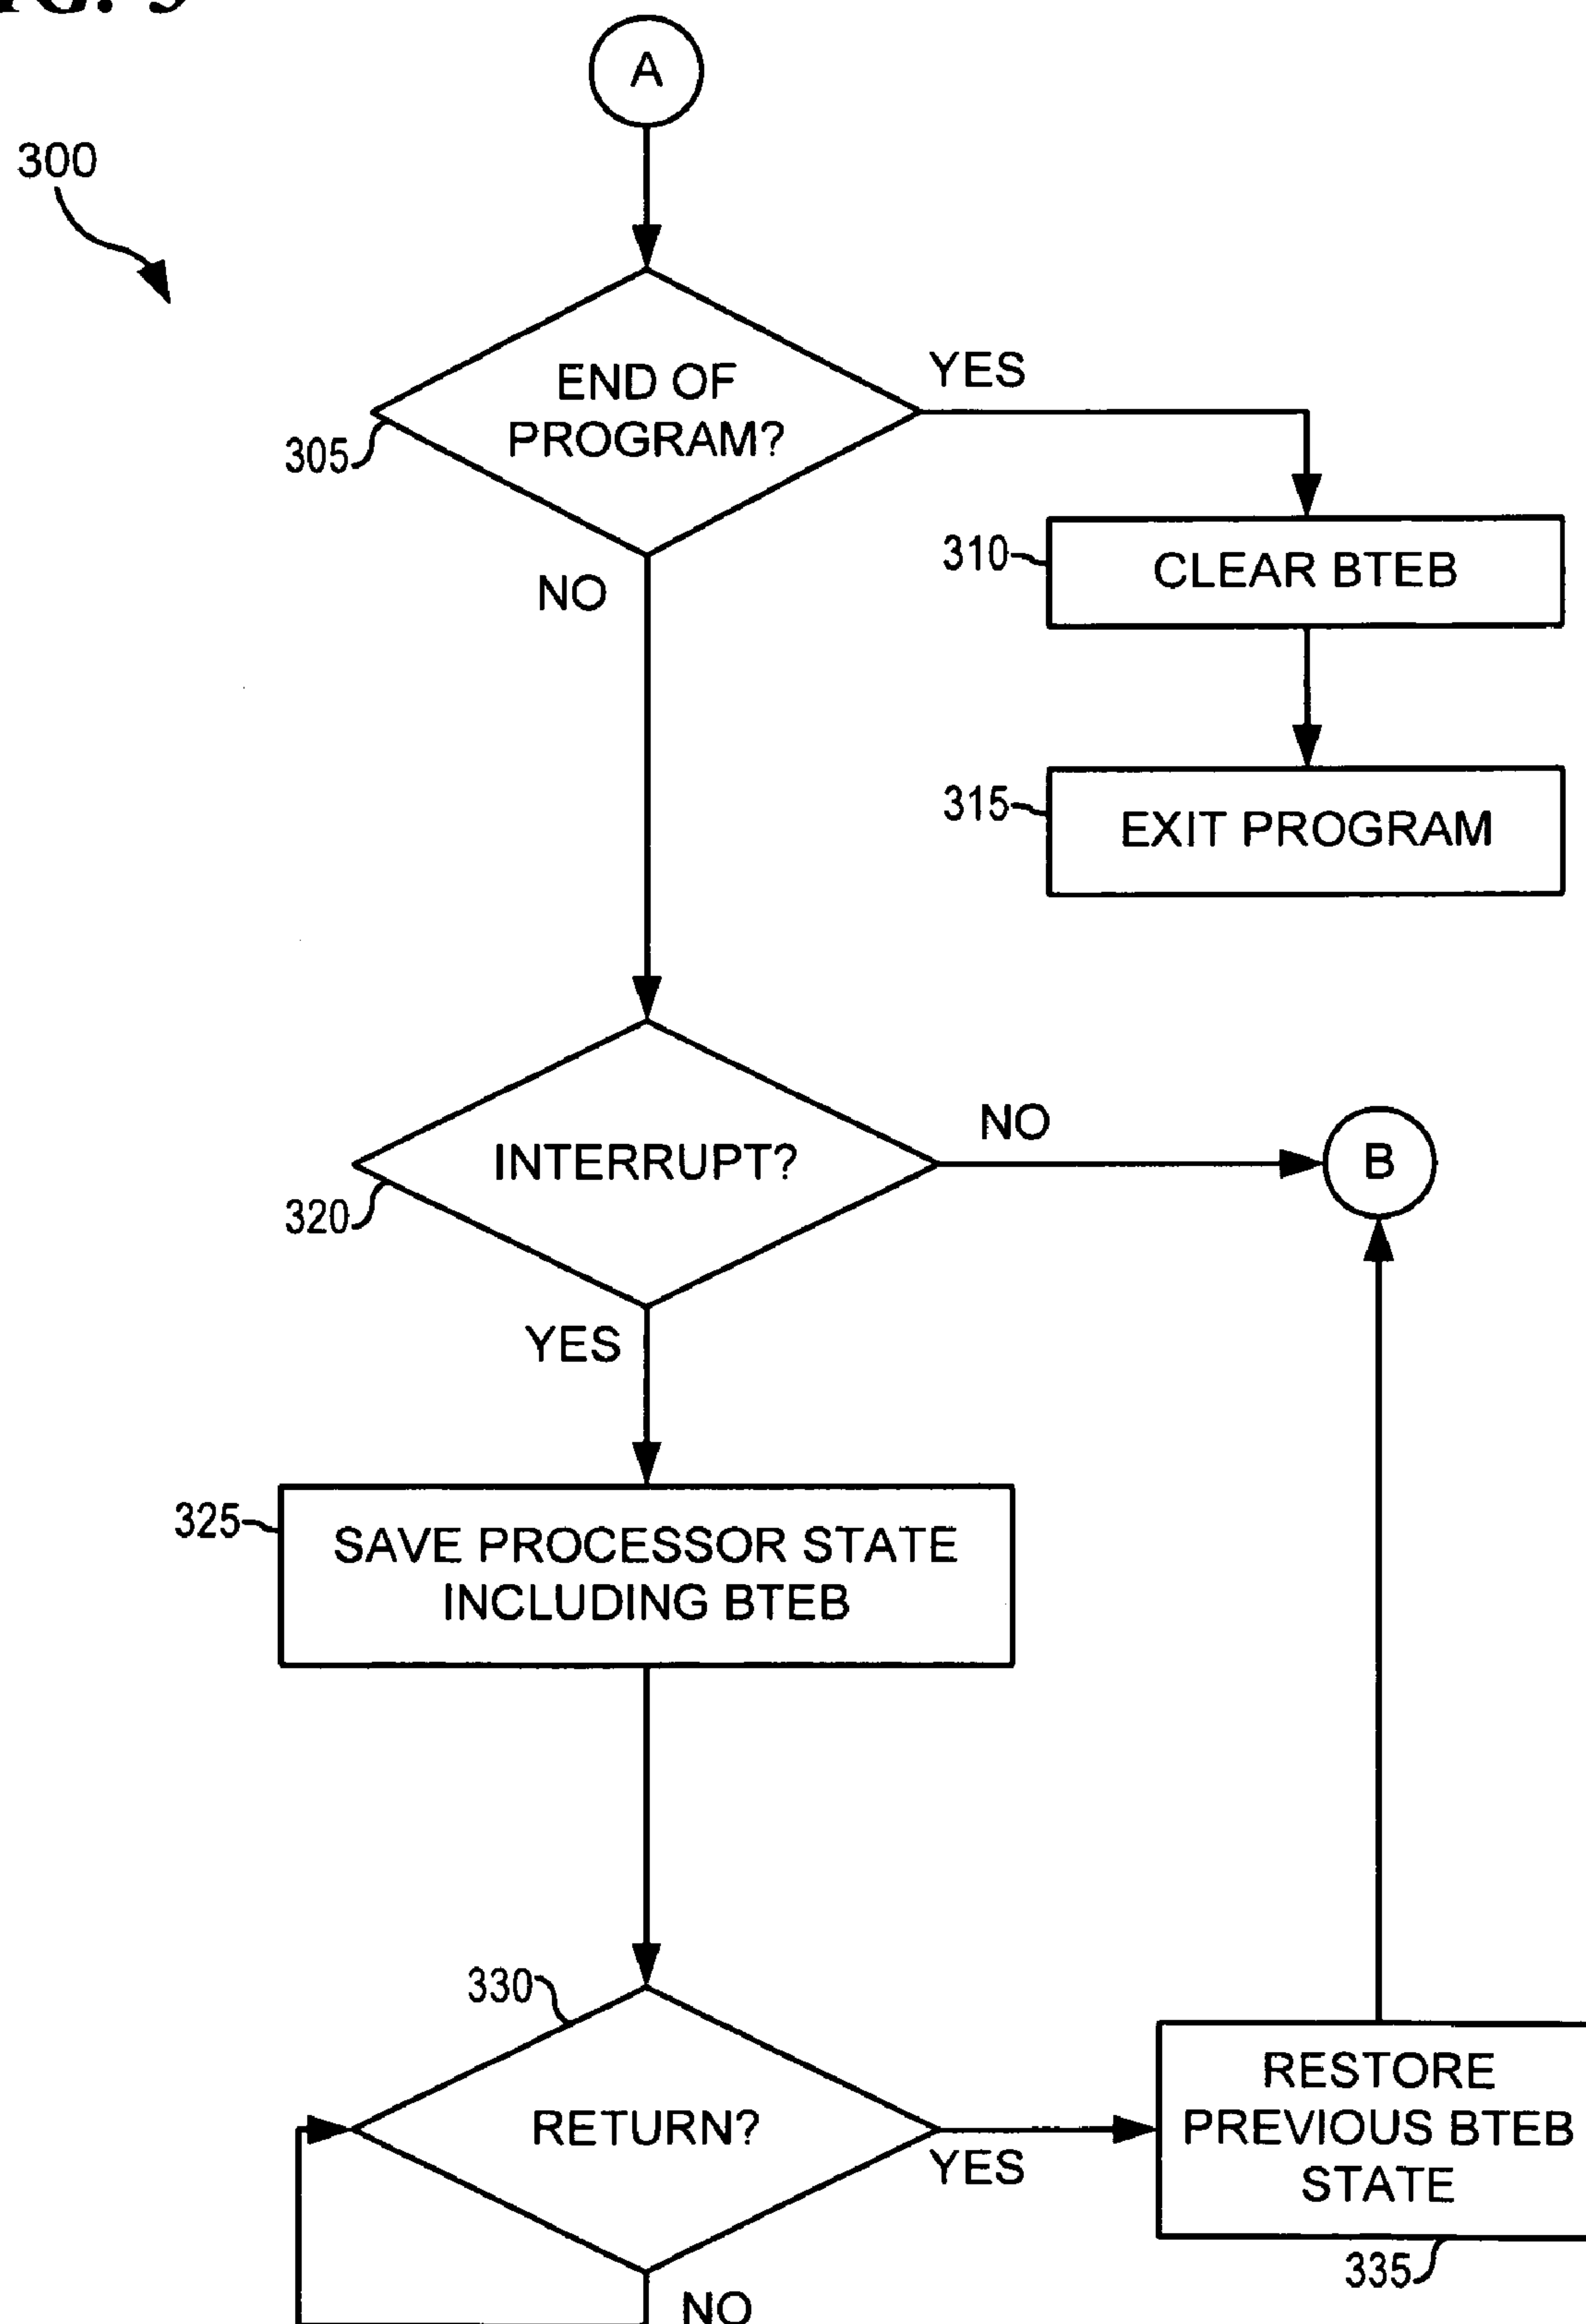 A
300
END OF
PROGRAM?
YES
305
310
CLEAR BTEB
NO
315
EXIT PROGRAM
INTERRUPT?
NO
B
320
YES
325
SAVE PROCESSOR STATE
INCLUDING BTEB
330
RETURN?
YES
RESTORE
PREVIOUS BTEB
STATE
335
NO